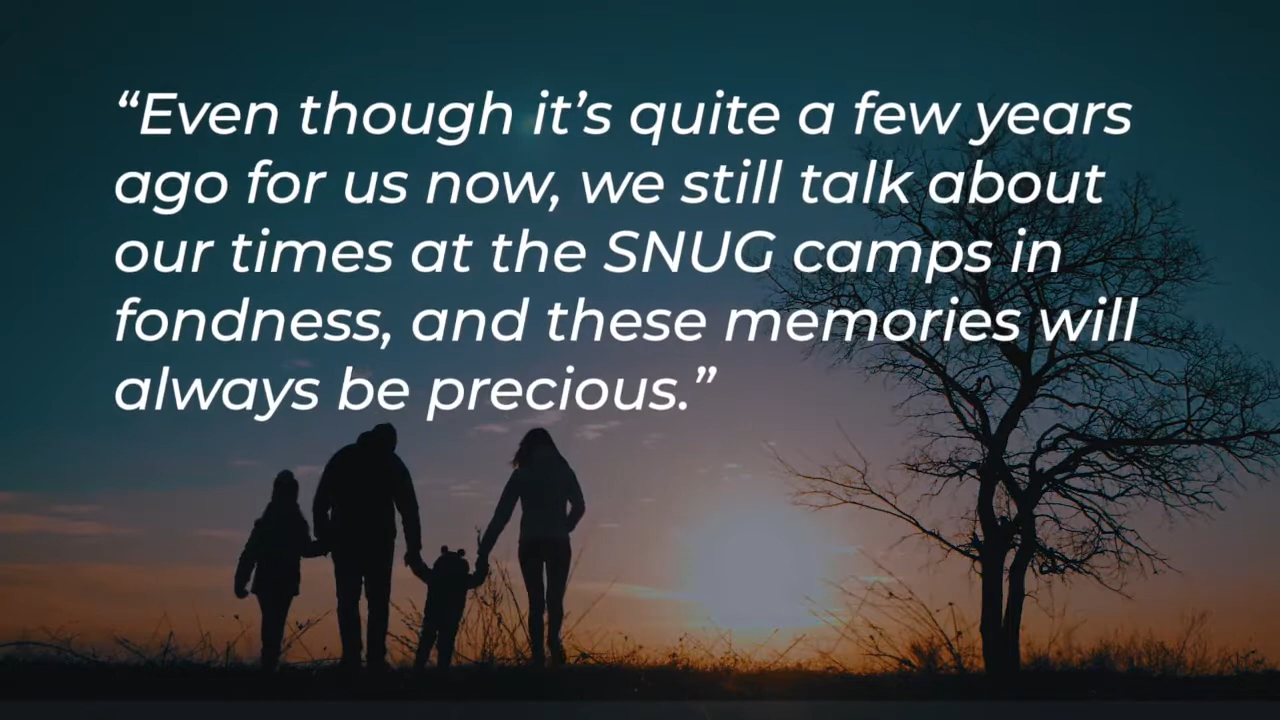 “Even though it’s quite a few years
ago for us now, we still talk about
our times at the SNUG camps in
fondness, and these memories will
always be precious.”